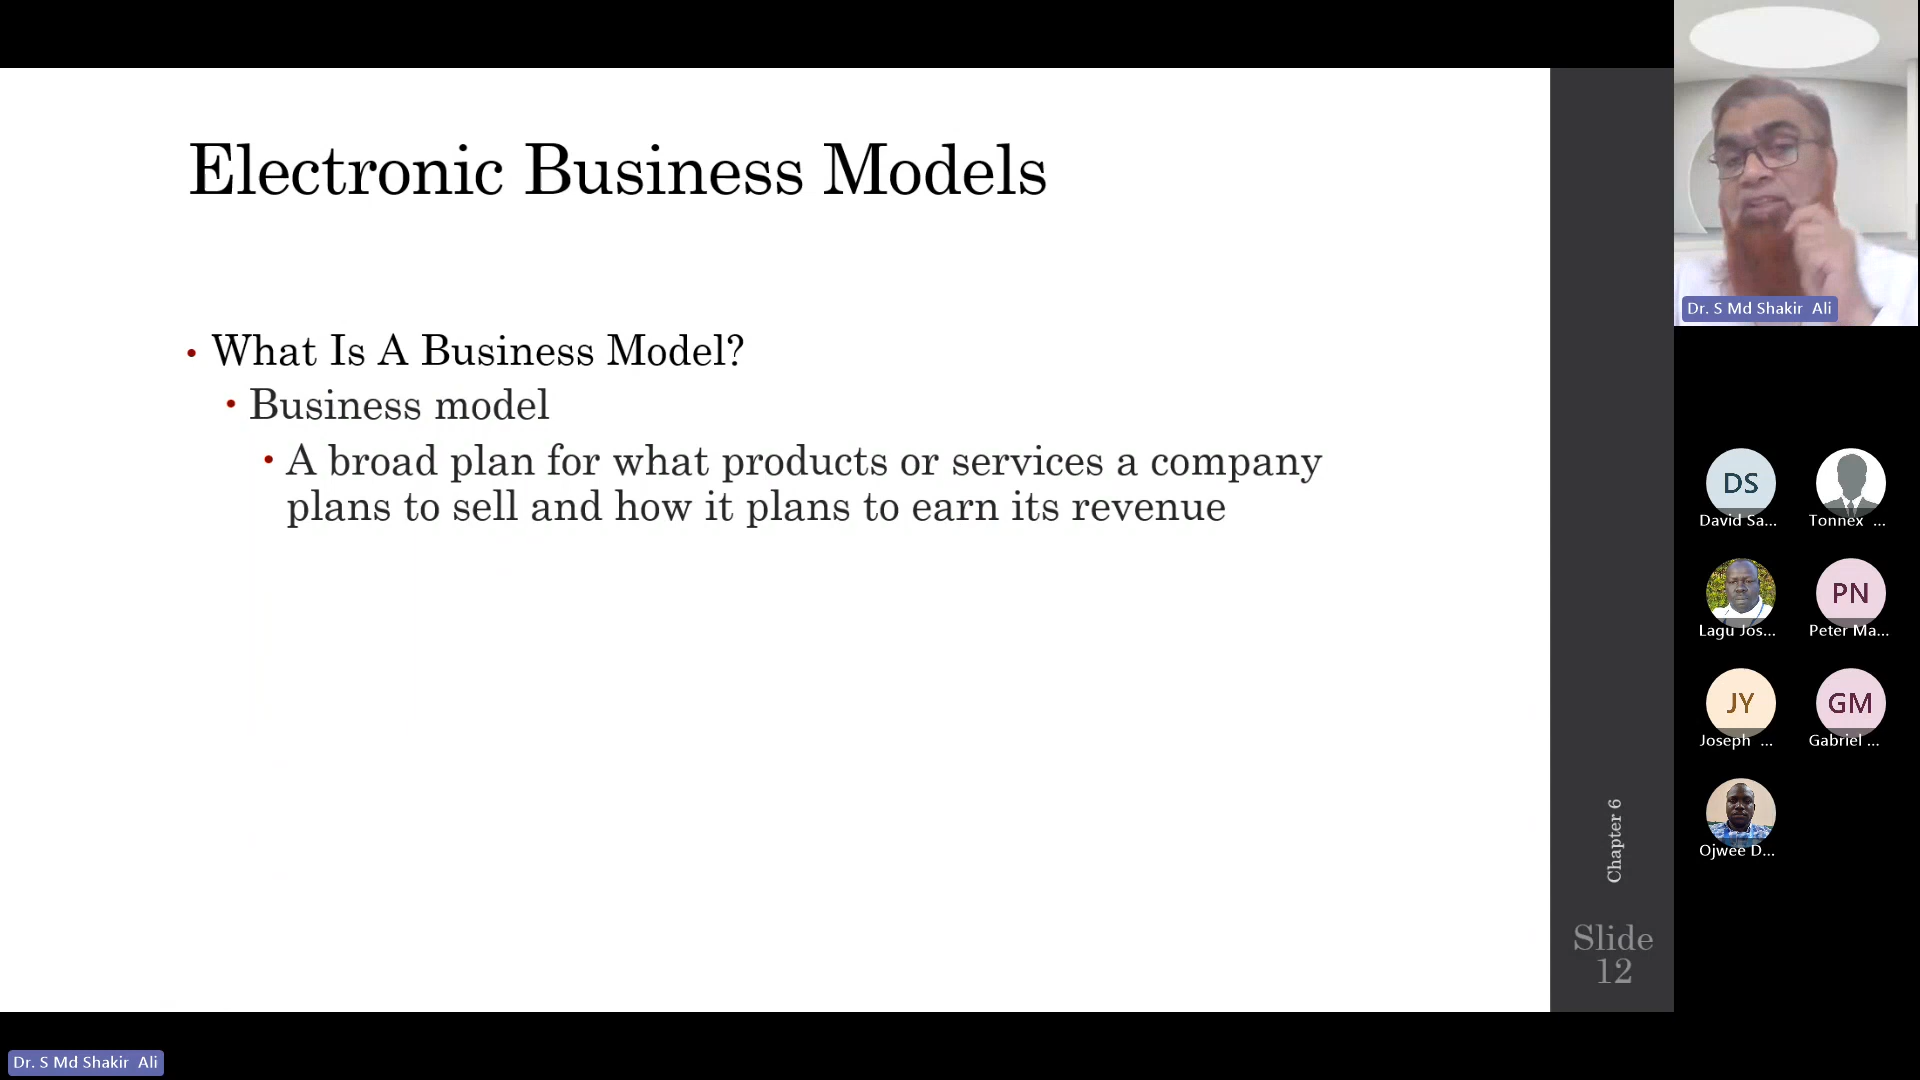 Electronic Business Models
• What Is A Business Model?
• Business model
• A broad plan for what products or services a company
plans to sell and how it plans to earn its revenue
Chapter 6
Slide
12
Dr. S Md Shakir Ali
DS
David Sa...
Tonnex ...
Lagu Jos...
PN
Peter Ma...
JY
Joseph ...
GM
Gabriel ...
Ojwee D...
Dr. S Md Shakir Ali